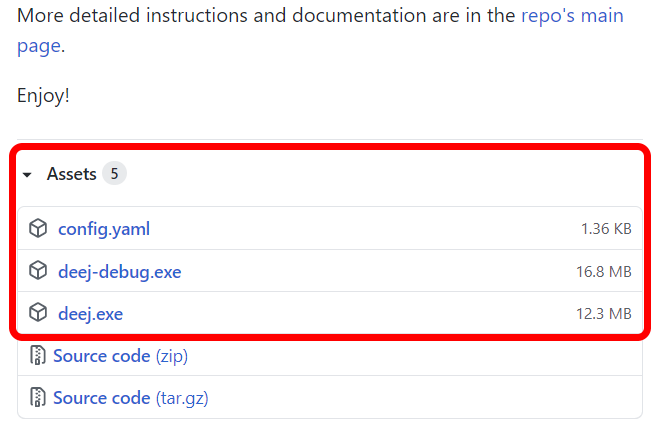 More detailed instructions and documentation are in the repo's main
page.
Enjoy!
Assets 5
config.yaml 1.36 KB
deej-debug.exe 16.8 MB
deej.exe 12.3 MB
Source code (zip)
Source code (tar.gz)